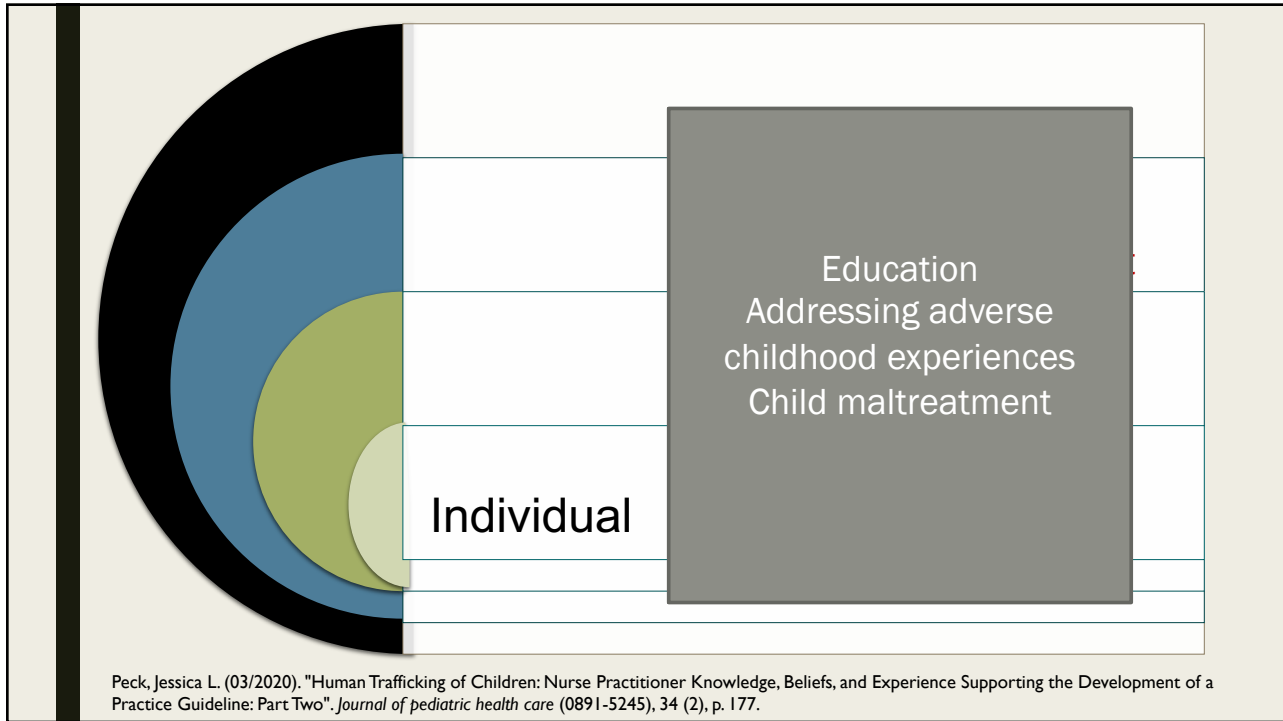 Education
Addressing adverse
childhood experiences
Child maltreatment
Individual
Peck, Jessica L. (03/2020). "Human Trafficking of Children: Nurse Practitioner Knowledge, Beliefs, and Experience Supporting the Development of a
Practice Guideline: Part Two". Journal of pediatric health care (0891-5245), 34 (2), p. 177.